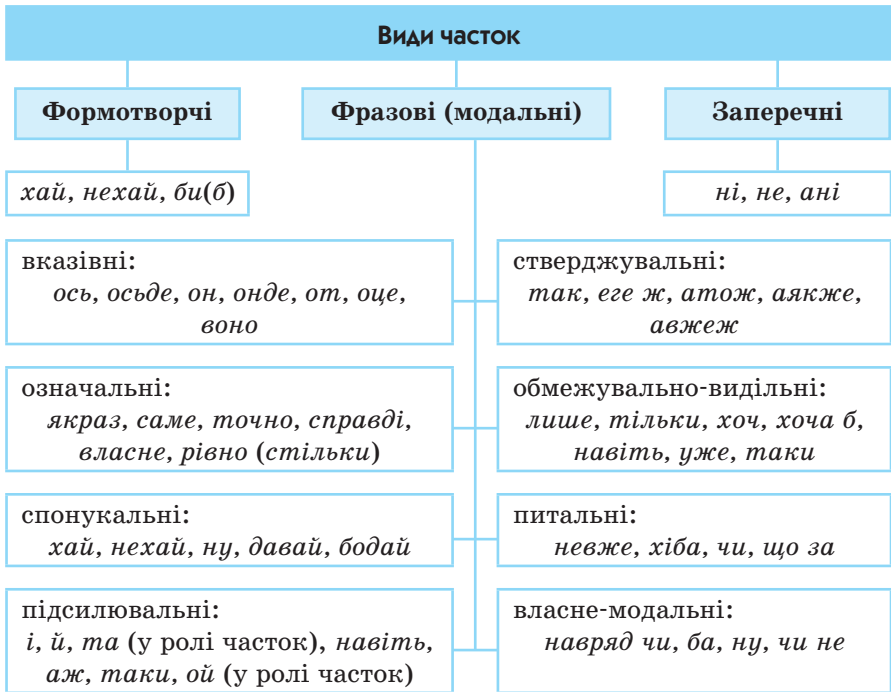 Види часток
Формотворчі
Фразові (модальні)
Заперечні
хай, нехай, би(б)
ні, не, ані
вказівні:
ось, осьде, он, онде, от, оце,
воно
стверджувальні:
так, еге ж, атож, аякже,
авжеж
означальні:
якраз, саме, точно, справді,
власне, рівно (стільки)
обмежувально-видільні:
лише, тільки, хоч, хоча б,
навіть, уже, таки
спонукальні:
хай, нехай, ну, давай, бодай
питальні:
невже, хіба, чи, що за
підсилювальні:
і, й, та (у ролі часток), навіть,
аж, таки, ой (у ролі часток)
власне-модальні:
навряд чи, ба, ну, чи не